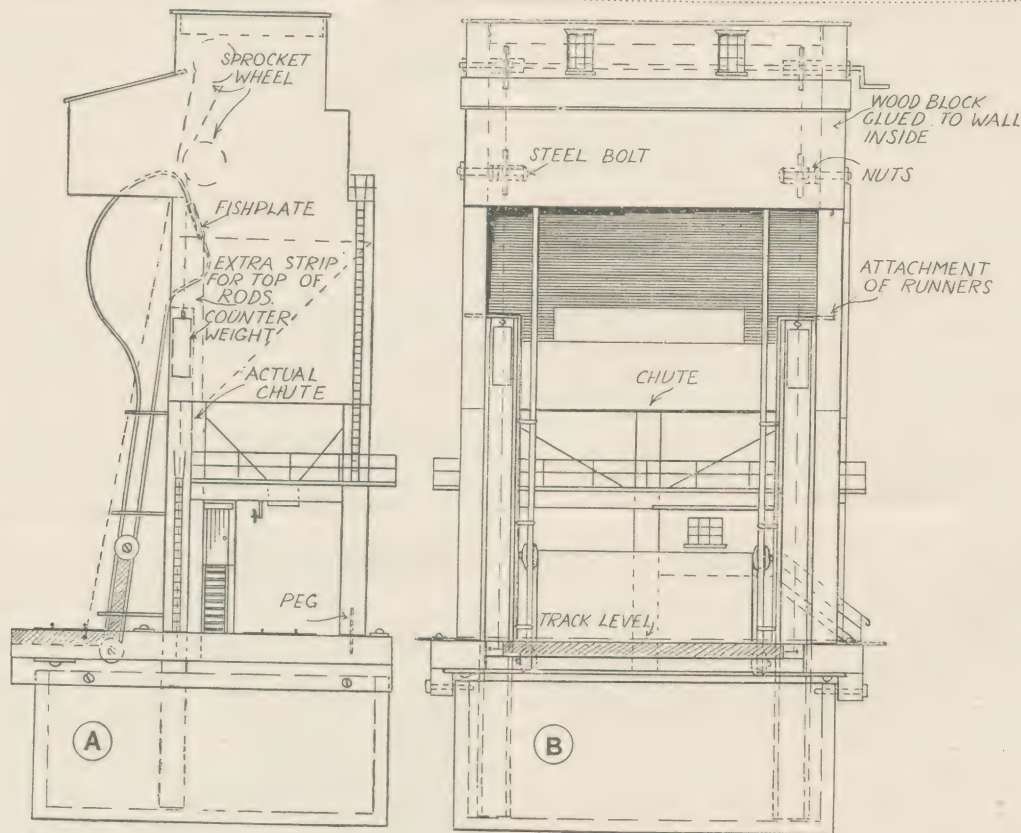 SPROCKET
WHEEL
FISHPLATE
EXTRA STRIP
FOR TOP OF
RODS.
COUNTER
WEIGHT
ACTUAL
CHUTE
PEG
A
WOOD BLOCK
GLUED TO WALL
INSIDE
STEEL BOLT
NUTS
ATTACHMENT
OF RUNNERS
CHUTE
TRACK LEVEL
B